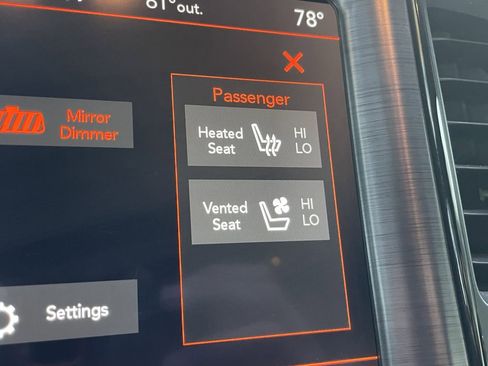 81° out.
78°
Passenger
Mirror
Dimmer
Heated
Seat
HI
LO
Vented
Seat
HI
LO
Settings